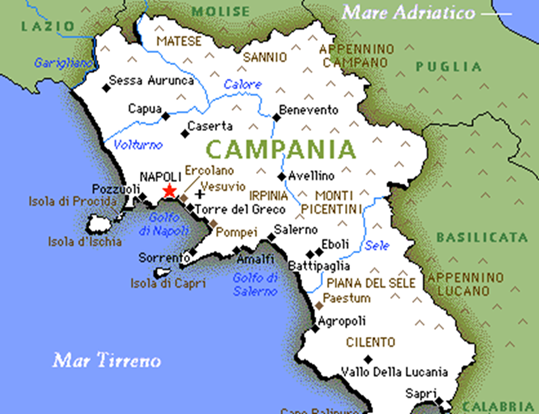 MOLISE
Mare Adriatico
LAZIO
MATESE
SANNIO
APPENNINO
CAMPANO
PUGLIA
Garigliano
Sessa Aurunca
Calore
Capua
Benevento
Caserta
Volturno
CAMPANIA
NAPOLI
Ercolano
Avellino
Pozzuoli
Vesuvio
Isola di Procida
IRPINIA
MONTI
PICENTINI
Torre del Greco
Golfo
di Napoli
Pompei
Isola d'Ischia
Salerno
Eboli
Sele
BASILICATA
Sorrento
Amalfi
Battipaglia
Isola di Capri
Golfo di
Salerno
PIANA DEL SELE
APPENNINO
LUCANO
Paestum
Agropoli
Mar Tirreno
CILENTO
Vallo Della Lucania
Sapri
CALABRIA